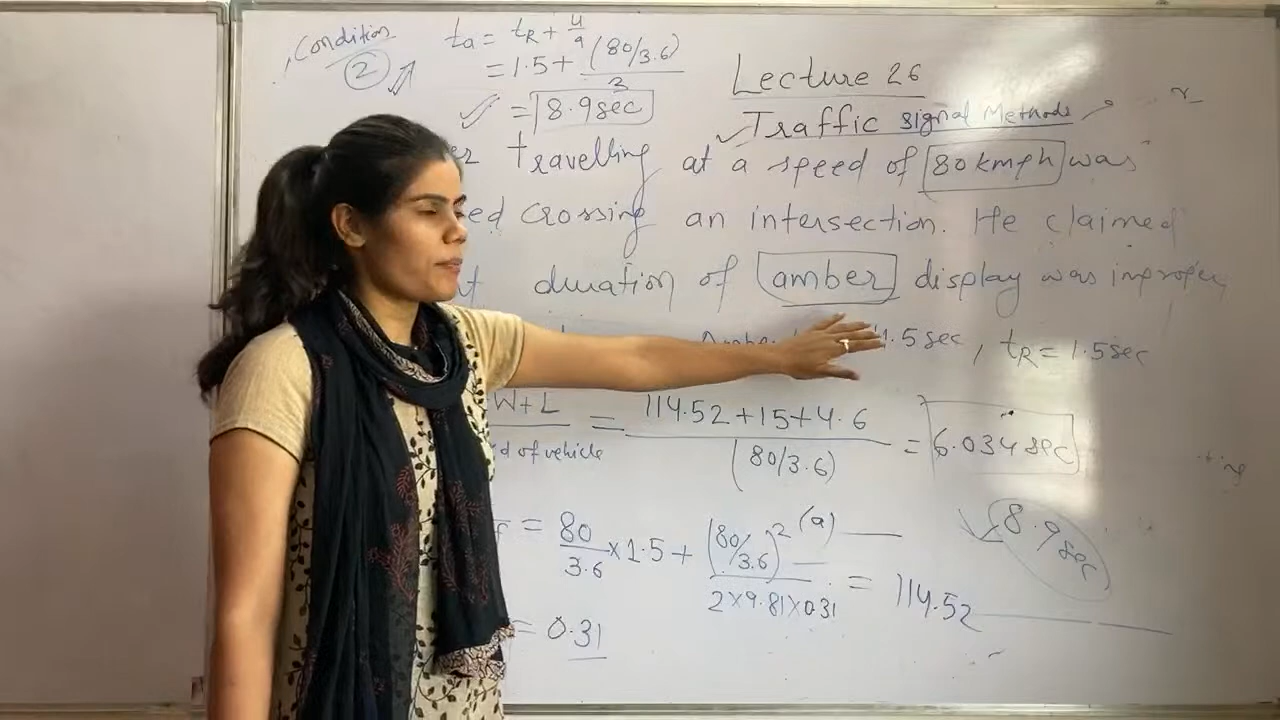 Condition
2
ta = tR + u/a
= 1.5 + (80/3.6)/3
= 8.9 sec
Lecture 26
Traffic signal Methods
travelling at a speed of 80 kmph was
crossing an intersection. He claimed
duration of amber display was improper
1.5 sec, tR = 1.5 sec
W+L = 114.52 + 15 + 4.6 / (80/3.6) = 6.034 sec
of vehicle
= 80/3.6 × 1.5 + (80/3.6)² / 2×9.81×0.31 = 114.52
(a)
8.9 sec
= 0.31